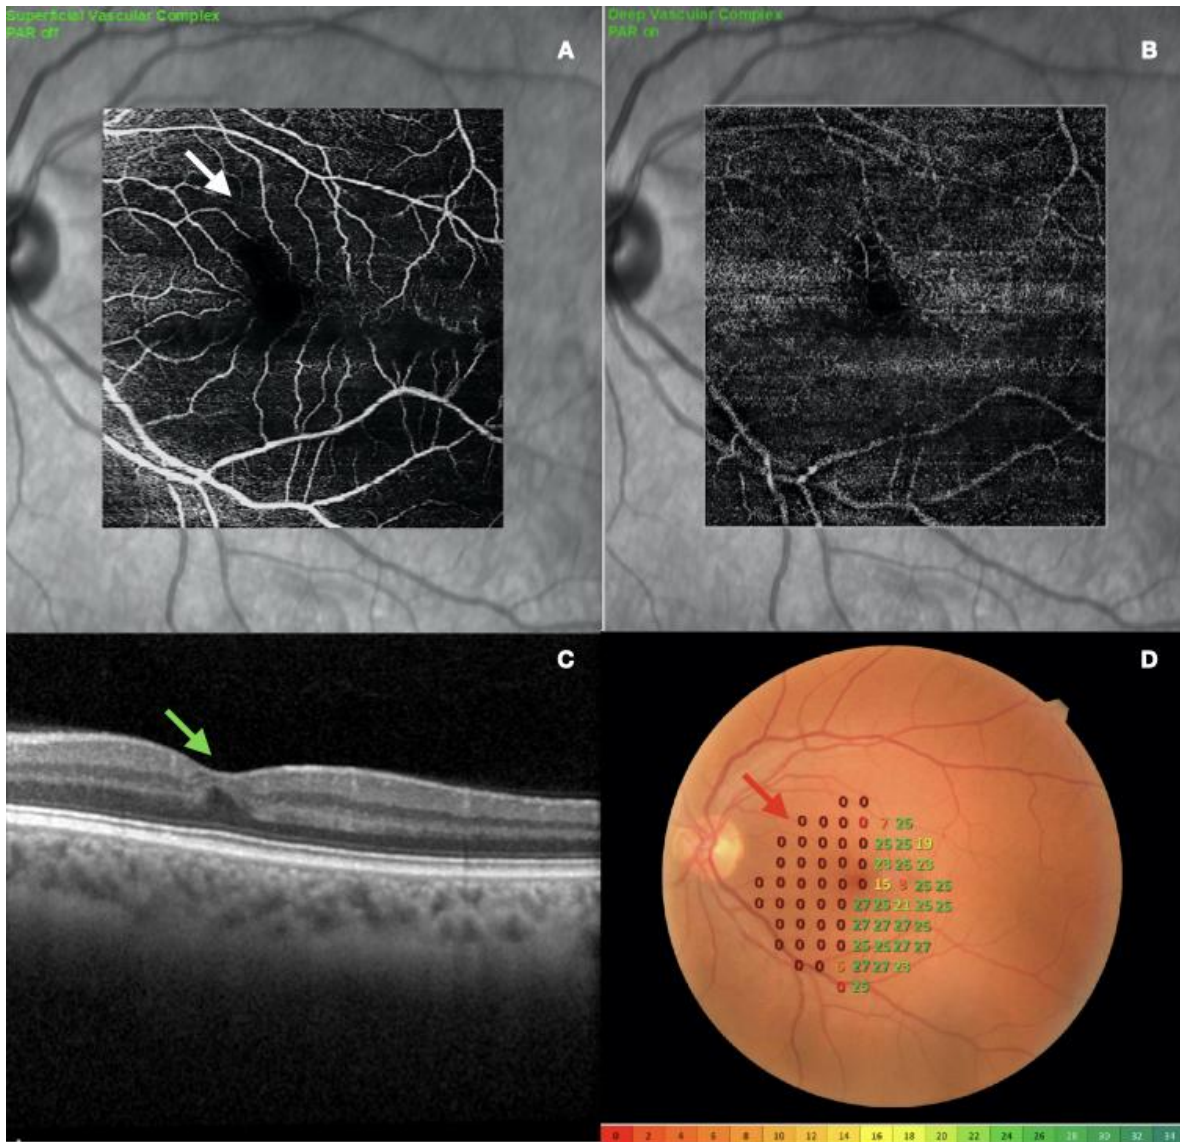 Superficial Vascular Complex
PAR off
A
Deep Vascular Complex
PAR on
B
C
D
0 0
0 0 0 0 7 25
0 0 0 0 0 25 25 19
0 0 0 0 0 23
0 0 0 0 0 0 15 8 25 25
0 0 0 0 0 27 25 21 25 25
0 0 0 0 27 27 27 25
0 0 0 0 25 25 27 27
0 0 27 27 23
0 25
0 2 4 6 8 10 12 14 16 18 20 22 24 26 28 30 32 34